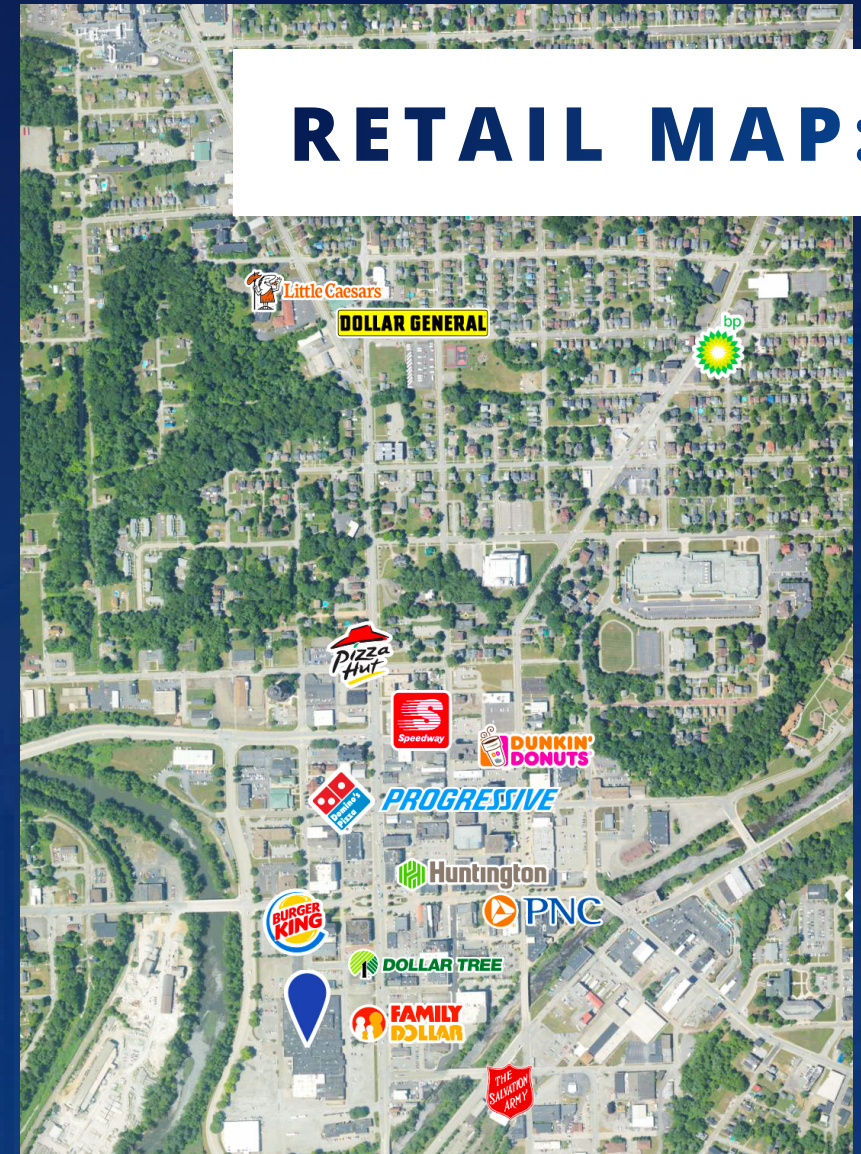 RETAIL MAP:
Little Caesars
DOLLAR GENERAL
bp
Pizza
Hut
Speedway
DUNKIN'
DONUTS
Domino's
Pizza
PROGRESSIVE
Huntington
BURGER
KING
PNC
DOLLAR TREE
FAMILY
DOLLAR
THE
SALVATION
ARMY